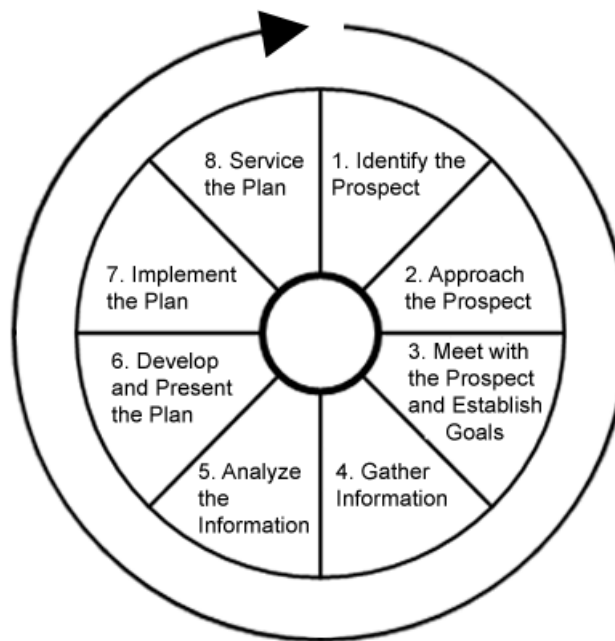 1. Identify the
Prospect
2. Approach
the Prospect
3. Meet with
the Prospect
and Establish
Goals
4. Gather
Information
5. Analyze
the
Information
6. Develop
and Present
the Plan
7. Implement
the Plan
8. Service
the Plan